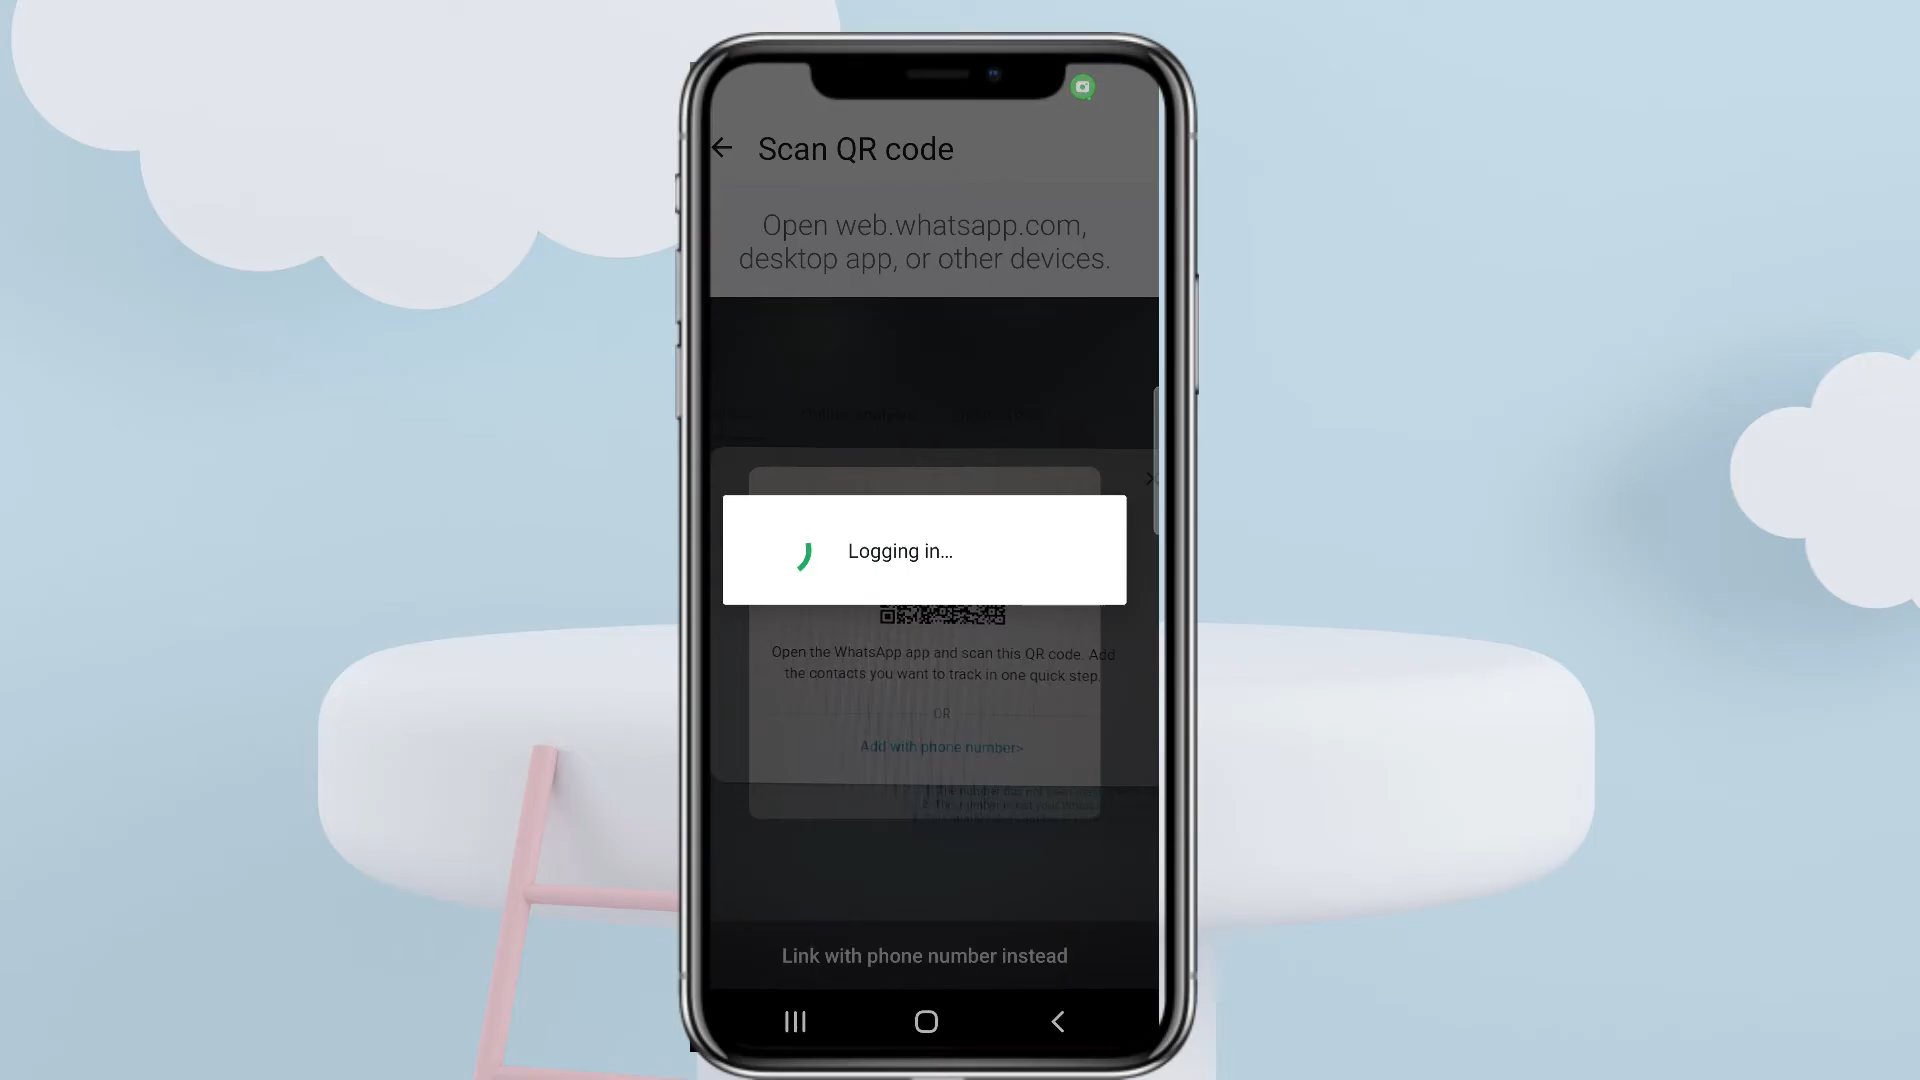 Scan QR code
Open web.whatsapp.com,
desktop app, or other devices.
Online analysis
Logging in...
Open the WhatsApp app and scan this QR code. Add
the contacts you want to track in one quick step.
OR
Add with phone number>
Link with phone number instead